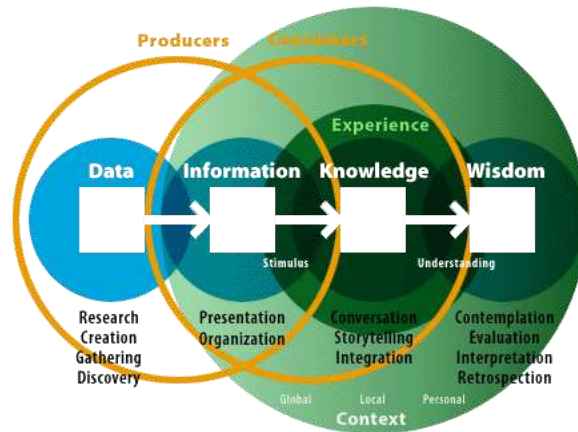 Producers Consumers
Experience
Data Information Knowledge Wisdom
Stimulus Understanding
Research
Creation
Gathering
Discovery
Presentation
Organization
Conversation
Storytelling
Integration
Contemplation
Evaluation
Interpretation
Retrospection
Global Local Personal
Context